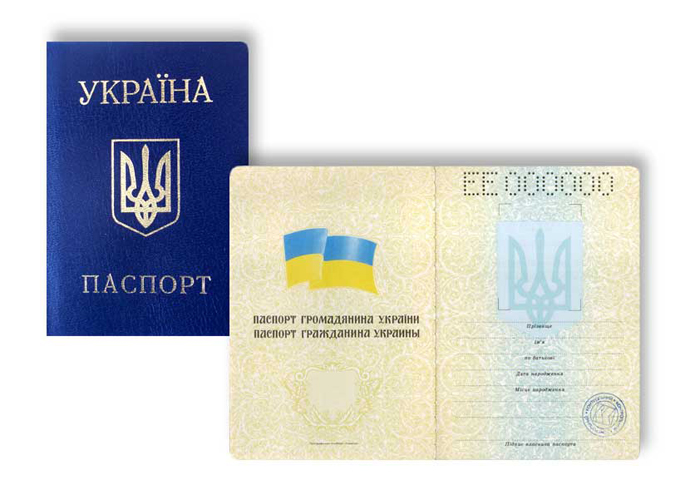 УКРАЇНА
ПАСПОРТ
ПАСПОРТ ГРОМАДЯНИНА УКРАЇНИ
ПАСПОРТ ГРАЖДАНИНА УКРАИНЫ
ЕЕ 000000
Прізвище
ім'я
по батькові
Дата народження
Місце народження
Підпис власника паспорта